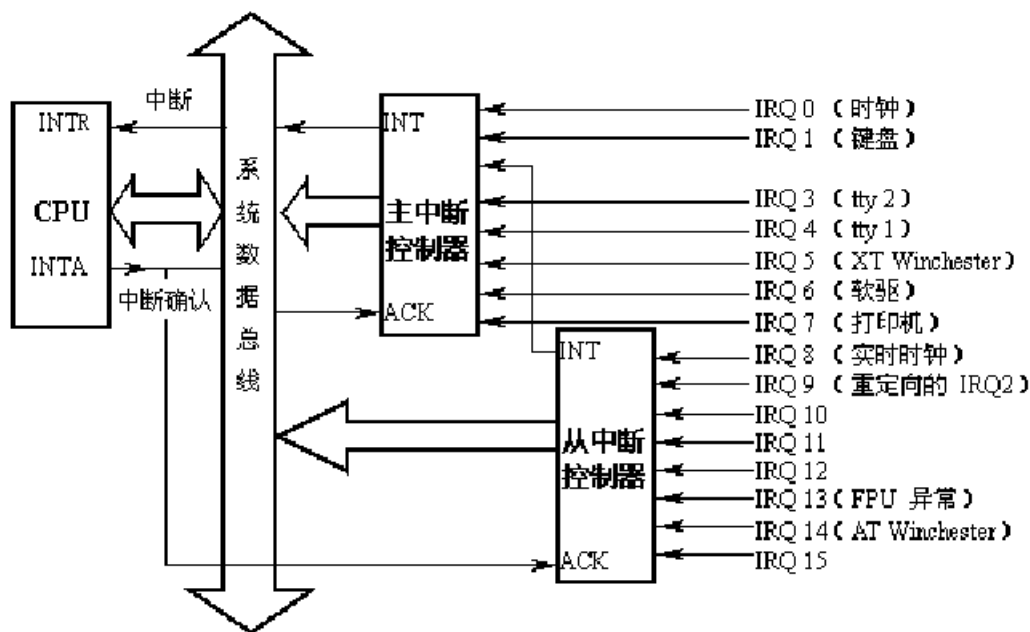 中断
INTR
CPU
INTA
中断确认
系统数据总线
INT
主中断
控制器
ACK
INT
从中断
控制器
ACK
IRQ 0 (时钟)
IRQ 1 (键盘)
IRQ 3 (tty 2)
IRQ 4 (tty 1)
IRQ 5 (XT Winchester)
IRQ 6 (软驱)
IRQ 7 (打印机)
IRQ 8 (实时时钟)
IRQ 9 (重定向的 IRQ2)
IRQ 10
IRQ 11
IRQ 12
IRQ 13 (FPU 异常)
IRQ 14 (AT Winchester)
IRQ 15